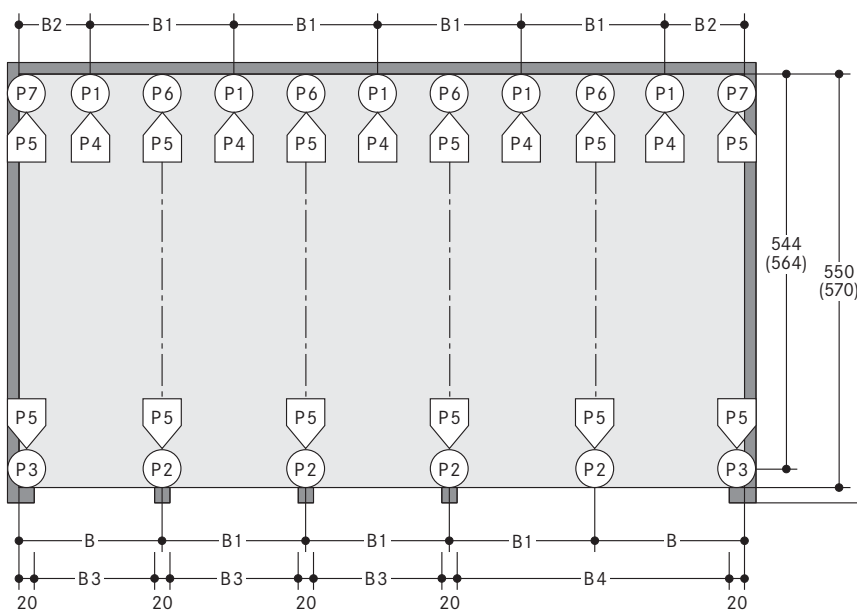 B2 B1 B1 B1 B1 B2
P7 P1 P6 P1 P6 P1 P6 P1 P6 P1 P7
P5 P4 P5 P4 P5 P4 P5 P4 P5 P4 P5
544
(564)
550
(570)
P5 P5 P5 P5 P5 P5
P3 P2 P2 P2 P2 P3
B B1 B1 B1 B
B3 B3 B3 B4
20 20 20 20 20